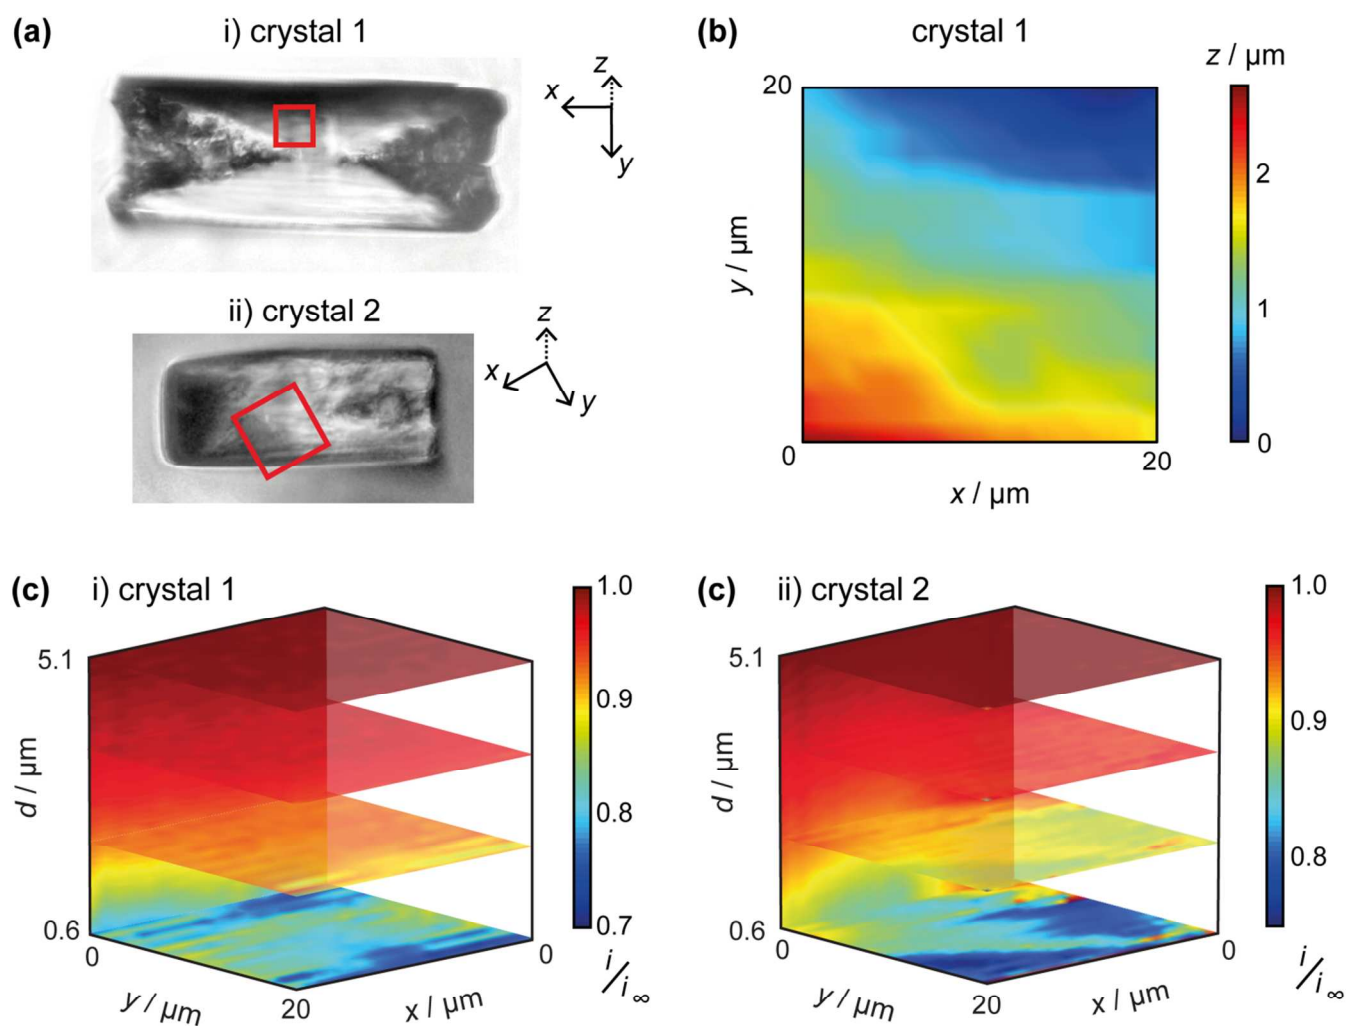 (a) i) crystal 1
z
x
y
ii) crystal 2
z
x
y
(b) crystal 1
z / µm
20
y / µm
0
20
x / µm
2
1
0
(c) i) crystal 1
5.1
d / µm
0.6
0
y / µm
20
x / µm
0
1.0
0.9
0.8
0.7
i/i∞
(c) ii) crystal 2
5.1
d / µm
0.6
0
y / µm
20
x / µm
0
1.0
0.9
0.8
i/i∞